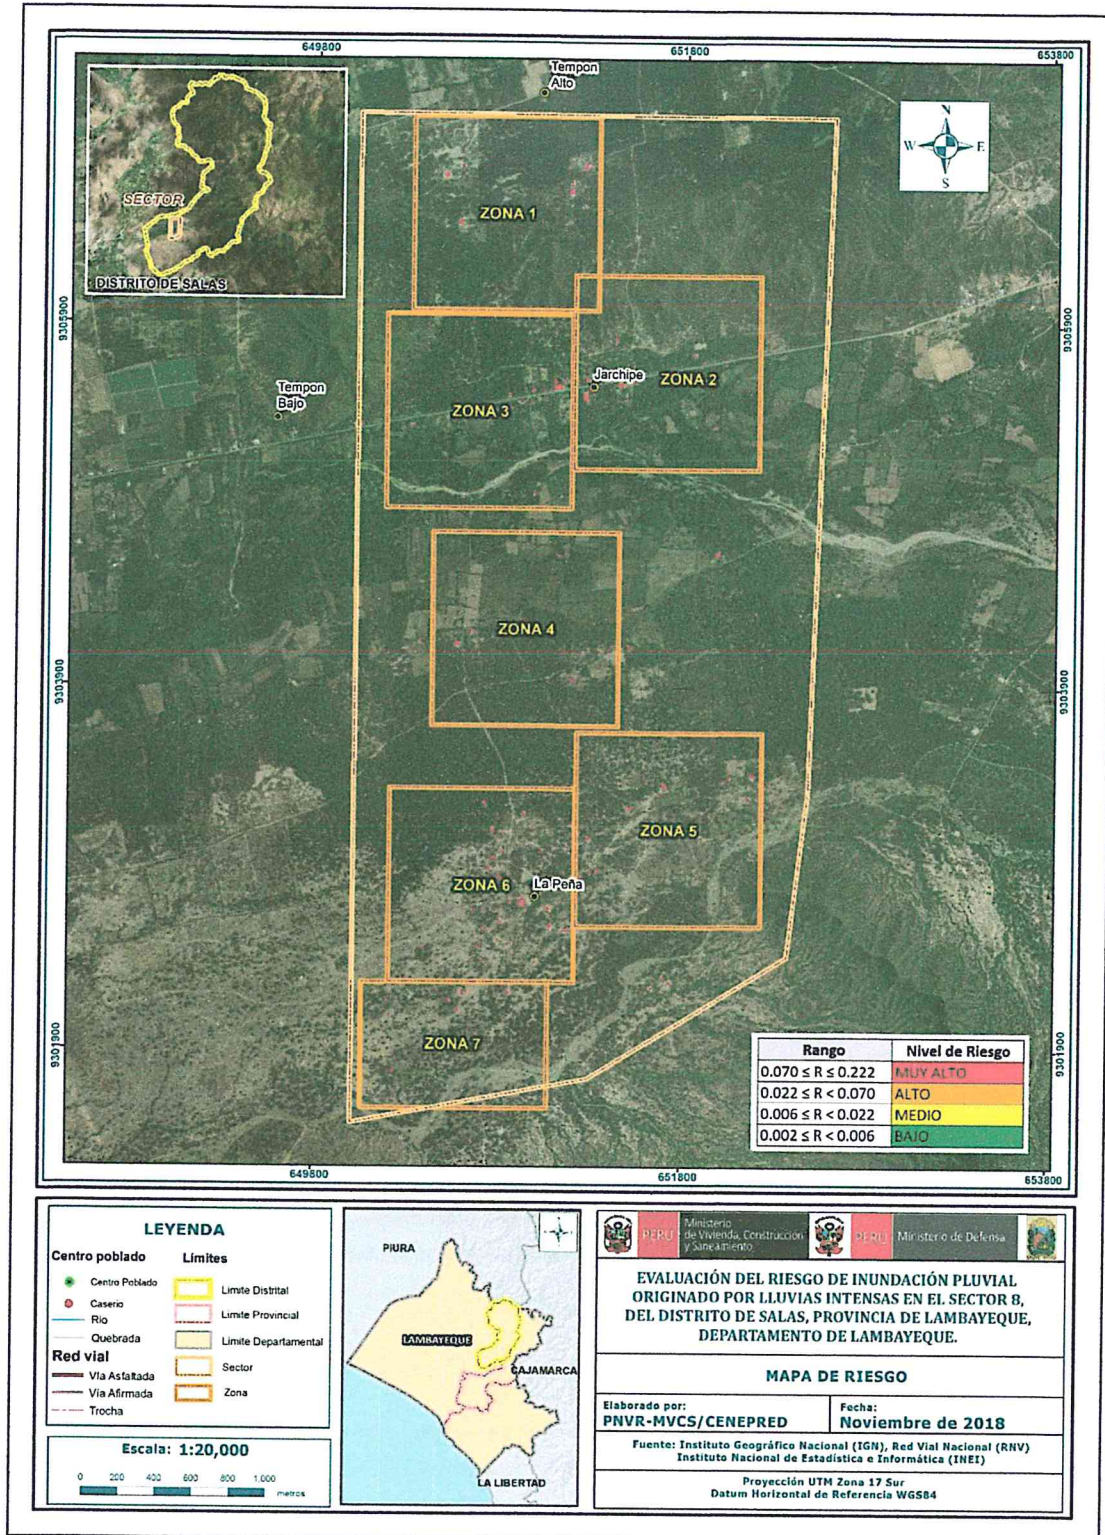 649800
651800
653800
Tempon
Alto
N
W
E
S
SECTOR
DISTRITO DE SALAS
ZONA 1
9305900
9305900
Tempon
Bajo
Jarchipe
ZONA 2
ZONA 3
ZONA 4
9303900
9303900
ZONA 5
ZONA 6
La Peña
ZONA 7
9301900
9301900
Rango Nivel de Riesgo
0.070 ≤ R ≤ 0.222 MUY ALTO
0.022 ≤ R < 0.070 ALTO
0.006 ≤ R < 0.022 MEDIO
0.002 ≤ R < 0.006 BAJO
649800
651800
653800
LEYENDA
Centro poblado
Centro Poblado
Caserio
Rio
Quebrada
Red vial
Vía Asfaltada
Vía Afirmada
Trocha
Límites
Limite Distrital
Limite Provincial
Limite Departamental
Sector
Zona
Escala: 1:20,000
0 200 400 600 800 1,000
metros
PIURA
LAMBAYEQUE
CAJAMARCA
LA LIBERTAD
PERÚ
Ministerio
de Vivienda, Construcción
y Saneamiento
PERÚ
Ministerio de Defensa
EVALUACIÓN DEL RIESGO DE INUNDACIÓN PLUVIAL
ORIGINADO POR LLUVIAS INTENSAS EN EL SECTOR 8,
DEL DISTRITO DE SALAS, PROVINCIA DE LAMBAYEQUE,
DEPARTAMENTO DE LAMBAYEQUE.
MAPA DE RIESGO
Elaborado por:
PNVR-MVCS/CENEPRED
Fecha:
Noviembre de 2018
Fuente: Instituto Geográfico Nacional (IGN), Red Vial Nacional (RNV)
Instituto Nacional de Estadística e Informática (INEI)
Proyección UTM Zona 17 Sur
Datum Horizontal de Referencia WGS84